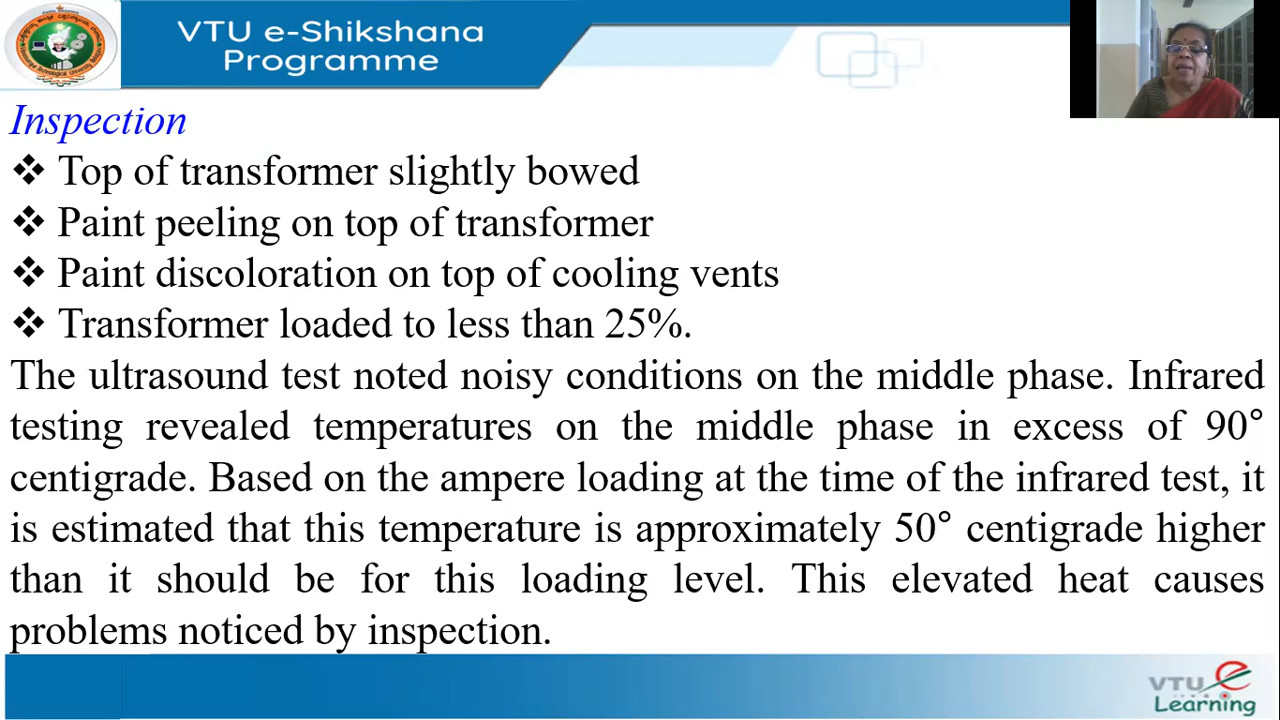 VTU e-Shikshana
Programme
Inspection
❖ Top of transformer slightly bowed
❖ Paint peeling on top of transformer
❖ Paint discoloration on top of cooling vents
❖ Transformer loaded to less than 25%.
The ultrasound test noted noisy conditions on the middle phase. Infrared
testing revealed temperatures on the middle phase in excess of 90°
centigrade. Based on the ampere loading at the time of the infrared test, it
is estimated that this temperature is approximately 50° centigrade higher
than it should be for this loading level. This elevated heat causes
problems noticed by inspection.
VTU e
Learning